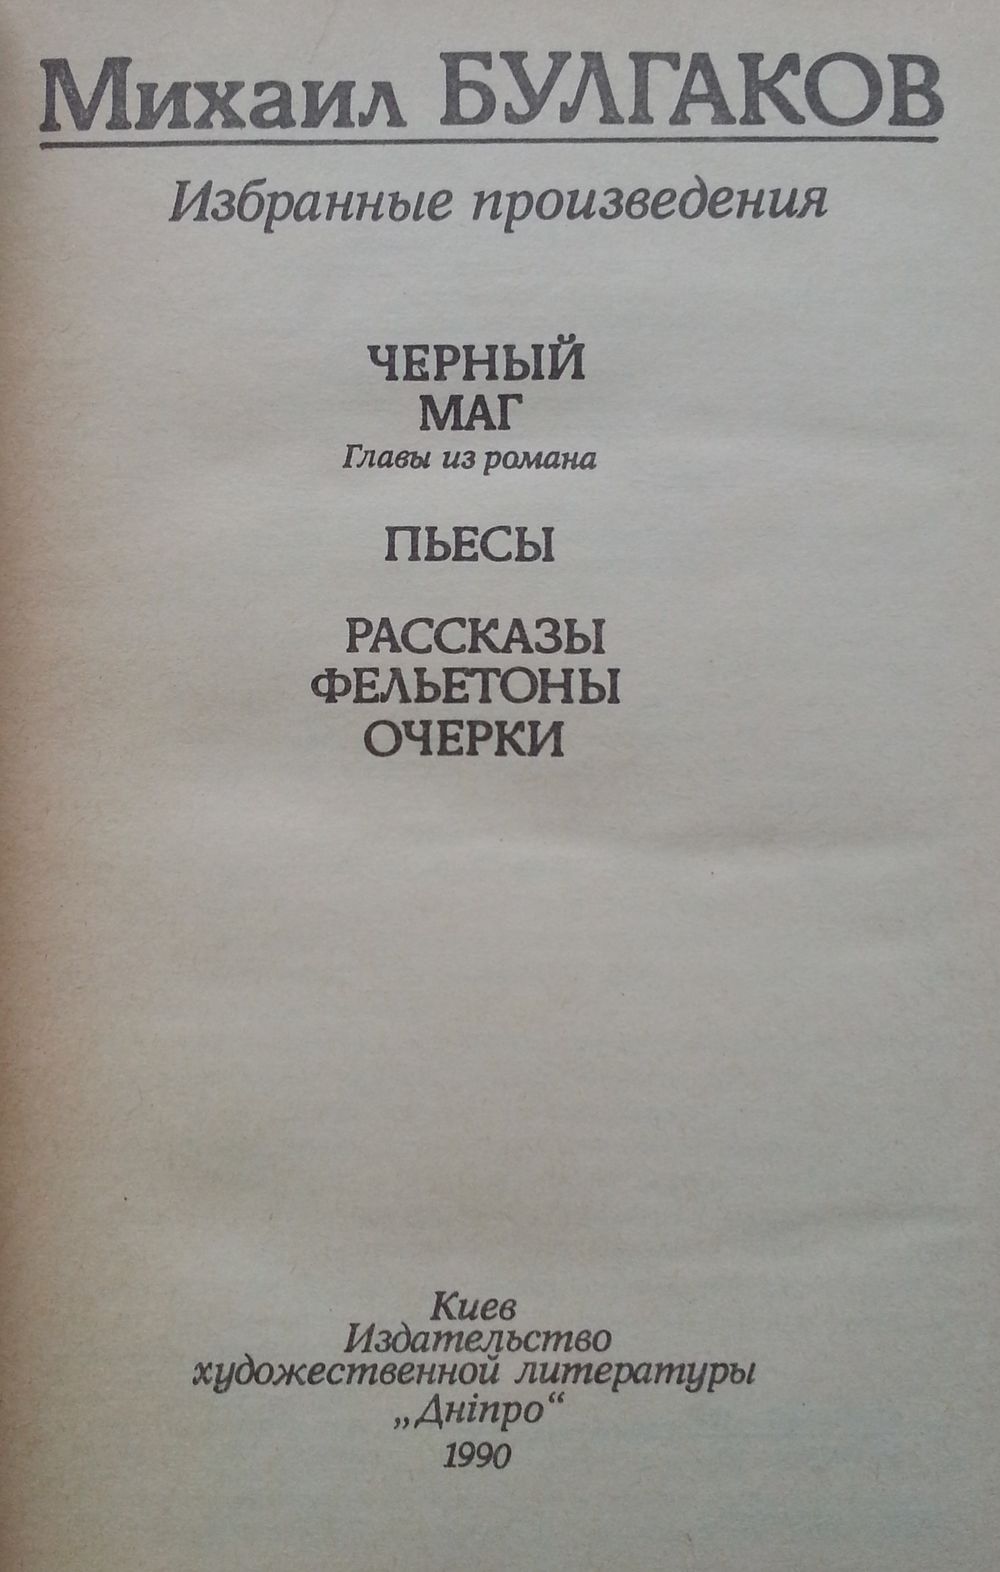 Михаил БУЛГАКОВ
Избранные произведения
ЧЕРНЫЙ
МАГ
Главы из романа
ПЬЕСЫ
РАССКАЗЫ
ФЕЛЬЕТОНЫ
ОЧЕРКИ
Киев
Издательство
художественной литературы
„Дніпро“
1990